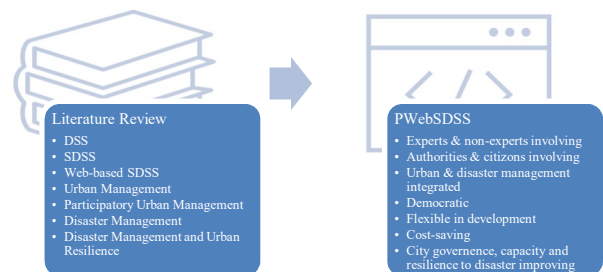 Literature Review
• DSS
• SDSS
• Web-based SDSS
• Urban Management
• Participatory Urban Management
• Disaster Management
• Disaster Management and Urban
Resilience
PWebSDSS
• Experts & non-experts involving
• Authorities & citizons involving
• Urban & disaster management
integrated
• Democratic
• Flexible in development
• Cost-saving
• City governence, capacity and
resilience to disaster improving